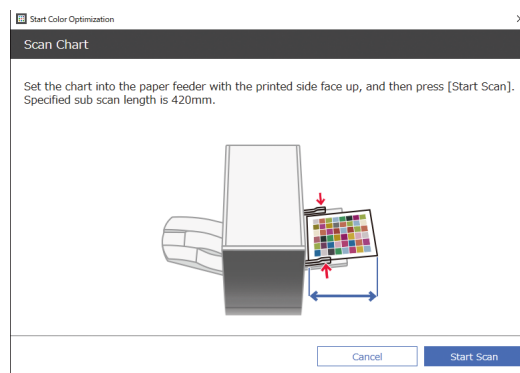 Start Color Optimization
Scan Chart
Set the chart into the paper feeder with the printed side face up, and then press [Start Scan].
Specified sub scan length is 420mm.
Cancel
Start Scan